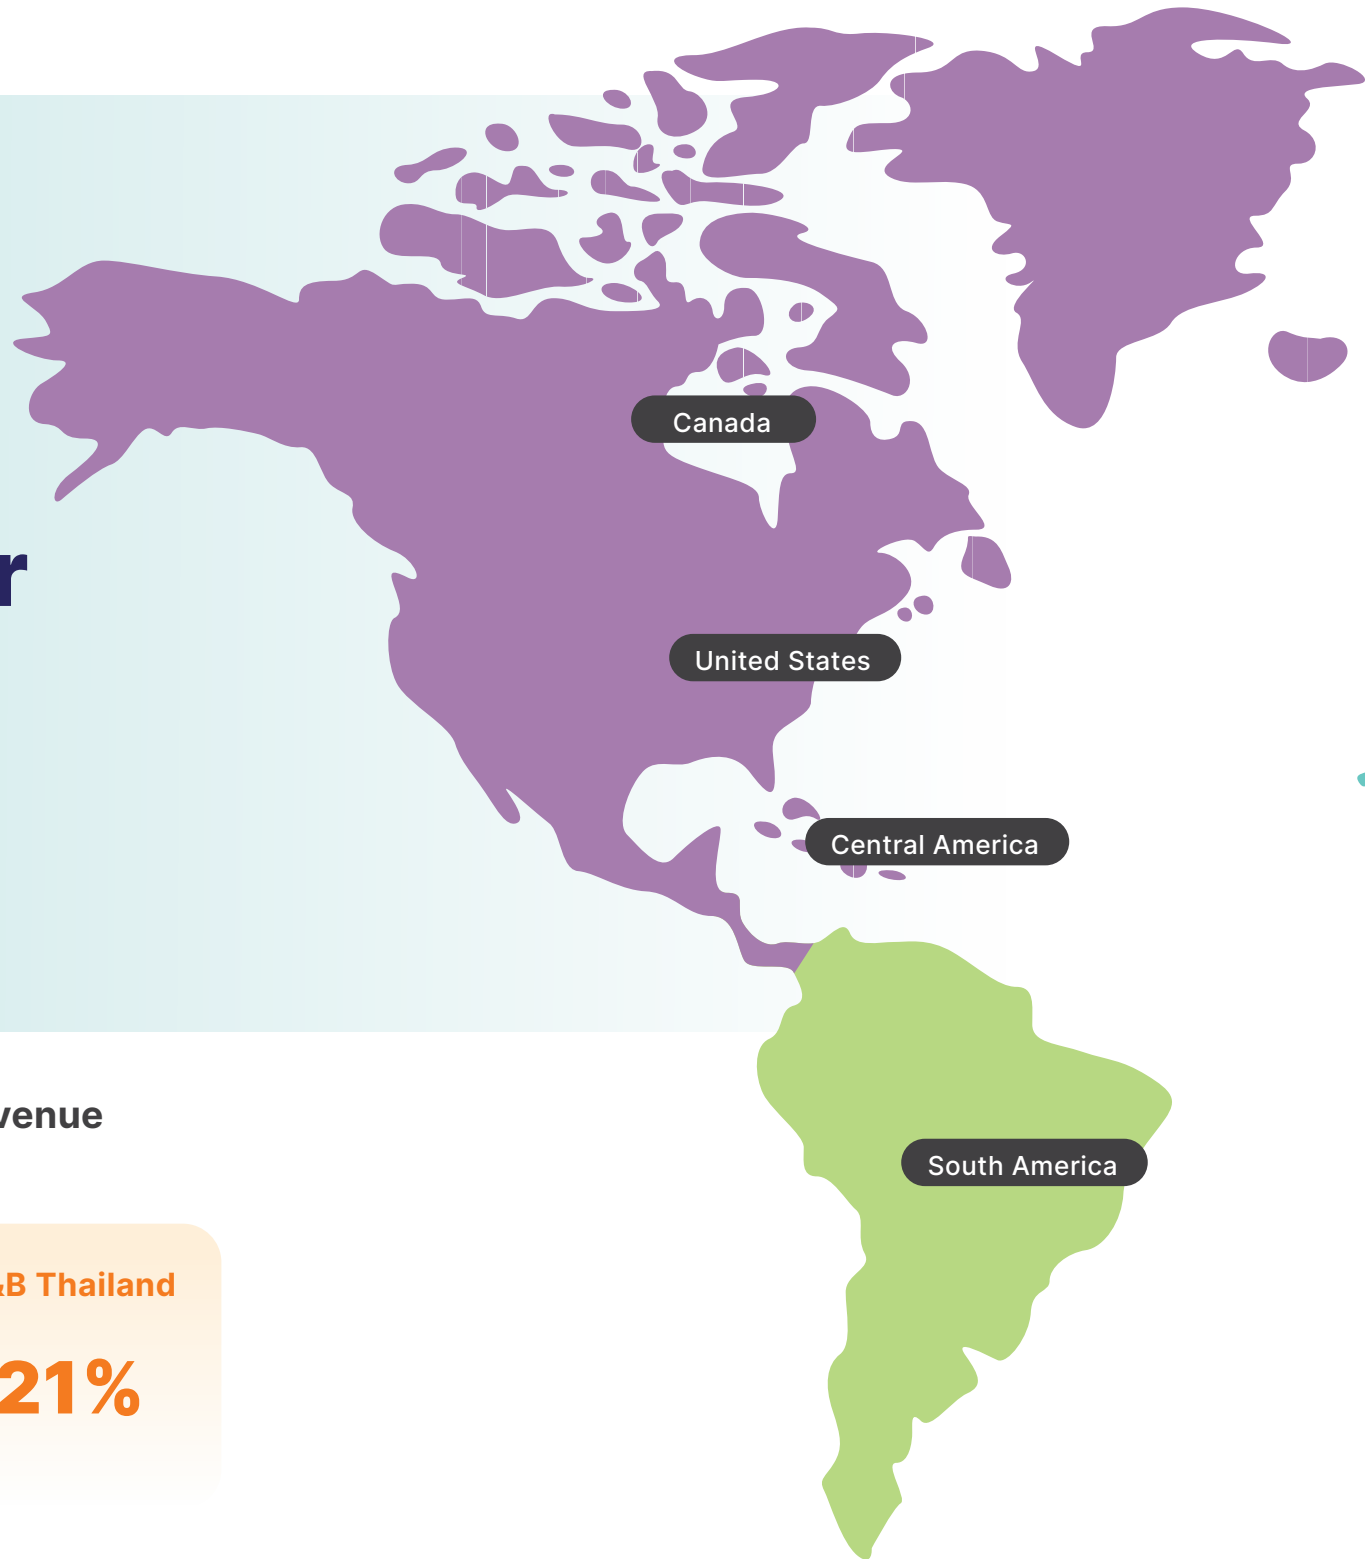 Canada
r
United States
Central America
venue
South America
&B Thailand
21%